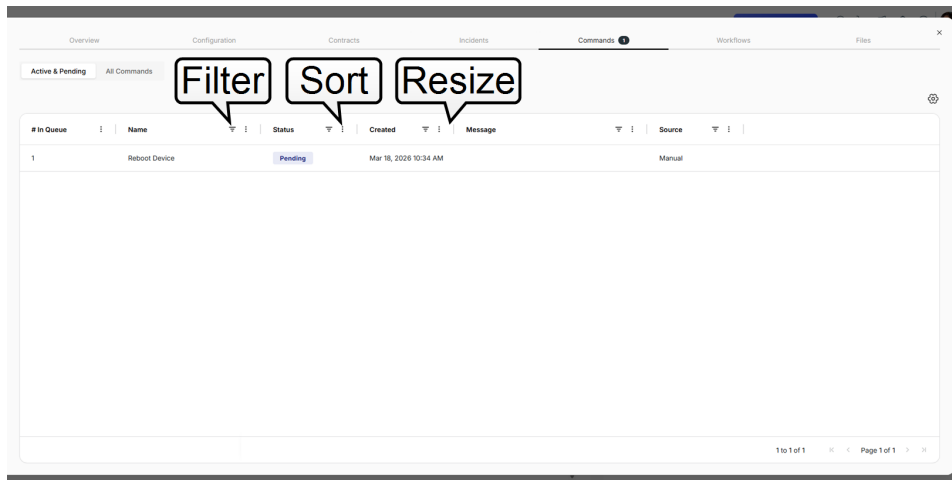 Overview Configuration Contracts Incidents Commands 1 Workflows Files
Active & Pending All Commands
Filter Sort Resize
# In Queue Name Status Created Message Source
1 Reboot Device Pending Mar 18, 2026 10:34 AM Manual
1 to 1 of 1 Page 1 of 1